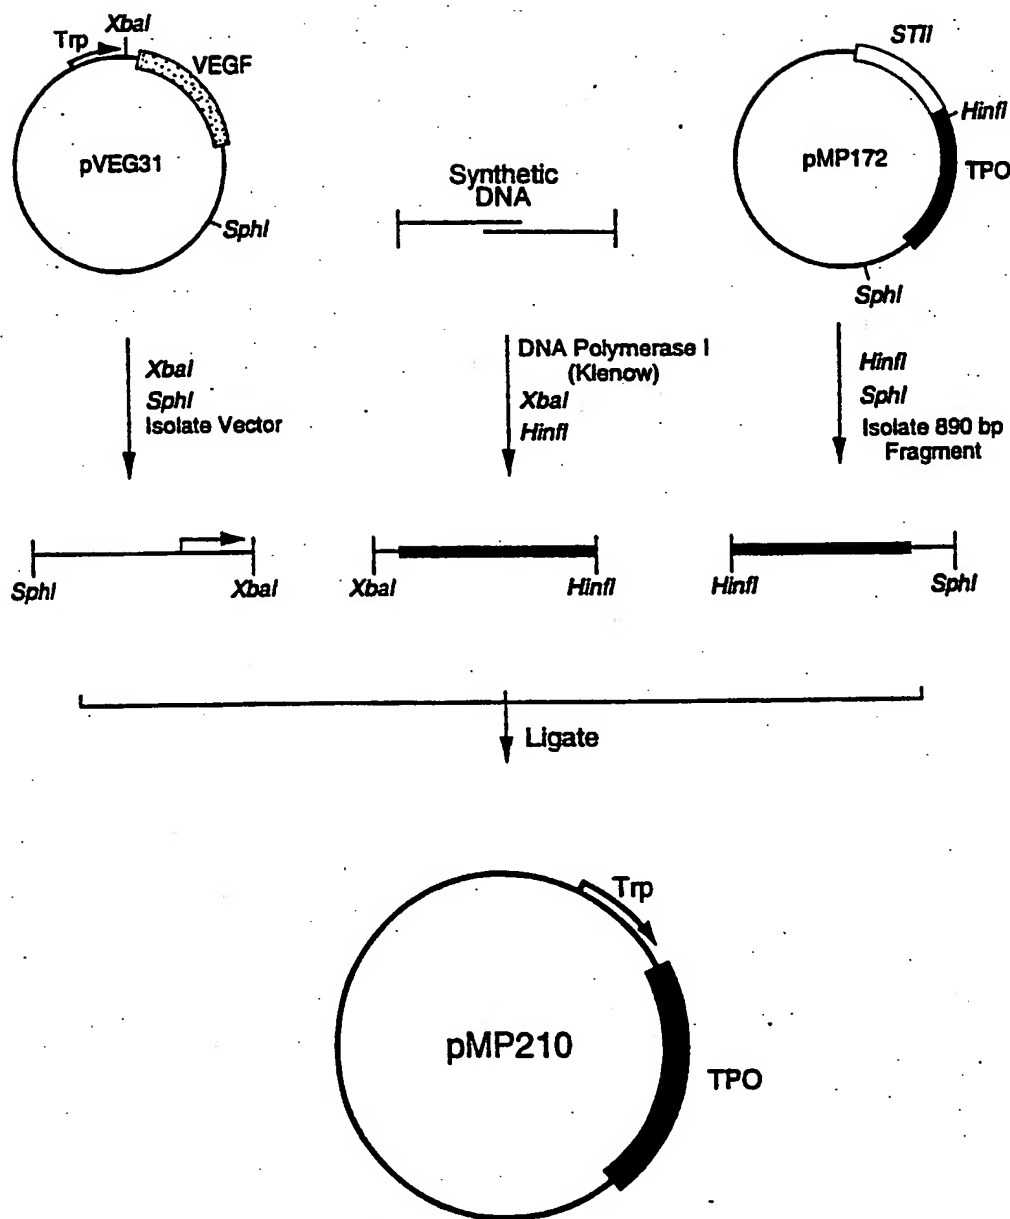 XbaI
Trp
VEGF
pVEG31
SphI
Synthetic
DNA
STII
HinfI
pMP172
TPO
SphI
XbaI
SphI
Isolate Vector
DNA Polymerase I
(Klenow)
XbaI
HinfI
HinfI
SphI
Isolate 890 bp
Fragment
SphI
XbaI
XbaI
HinfI
HinfI
SphI
Ligate
Trp
pMP210
TPO